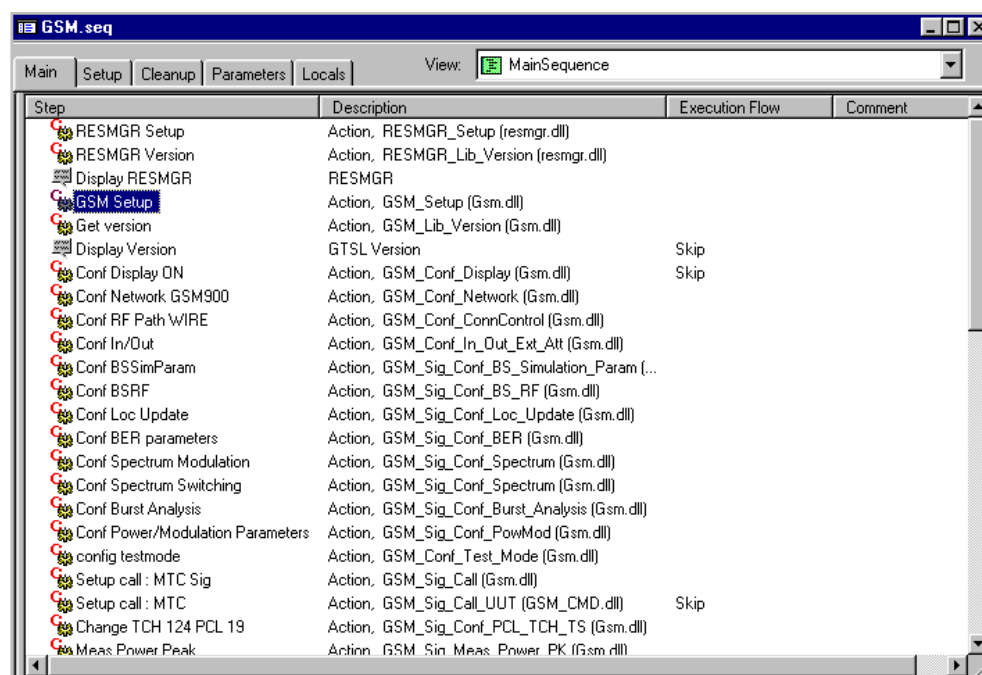 GSM.seq
Main Setup Cleanup Parameters Locals View: MainSequence
Step Description Execution Flow Comment
RESMGR Setup Action, RESMGR_Setup (resmgr.dll)
RESMGR Version Action, RESMGR_Lib_Version (resmgr.dll)
Display RESMGR RESMGR
GSM Setup Action, GSM_Setup (Gsm.dll)
Get version Action, GSM_Lib_Version (Gsm.dll)
Display Version GTSL Version Skip
Conf Display ON Action, GSM_Conf_Display (Gsm.dll) Skip
Conf Network GSM900 Action, GSM_Conf_Network (Gsm.dll)
Conf RF Path WIRE Action, GSM_Conf_ConnControl (Gsm.dll)
Conf In/Out Action, GSM_Conf_In_Out_Ext_Att (Gsm.dll)
Conf BSSimParam Action, GSM_Sig_Conf_BS_Simulation_Param (...
Conf BSRF Action, GSM_Sig_Conf_BS_RF (Gsm.dll)
Conf Loc Update Action, GSM_Sig_Conf_Loc_Update (Gsm.dll)
Conf BER parameters Action, GSM_Sig_Conf_BER (Gsm.dll)
Conf Spectrum Modulation Action, GSM_Sig_Conf_Spectrum (Gsm.dll)
Conf Spectrum Switching Action, GSM_Sig_Conf_Spectrum (Gsm.dll)
Conf Burst Analysis Action, GSM_Sig_Conf_Burst_Analysis (Gsm.dll)
Conf Power/Modulation Parameters Action, GSM_Sig_Conf_PowMod (Gsm.dll)
config testmode Action, GSM_Conf_Test_Mode (Gsm.dll)
Setup call : MTC Sig Action, GSM_Sig_Call (Gsm.dll)
Setup call : MTC Action, GSM_Sig_Call_UUT (GSM_CMD.dll) Skip
Change TCH 124 PCL 19 Action, GSM_Sig_Conf_PCL_TCH_TS (Gsm.dll)
Meas Power Peak Action, GSM_Sig_Meas_Power_PK (Gsm.dll)